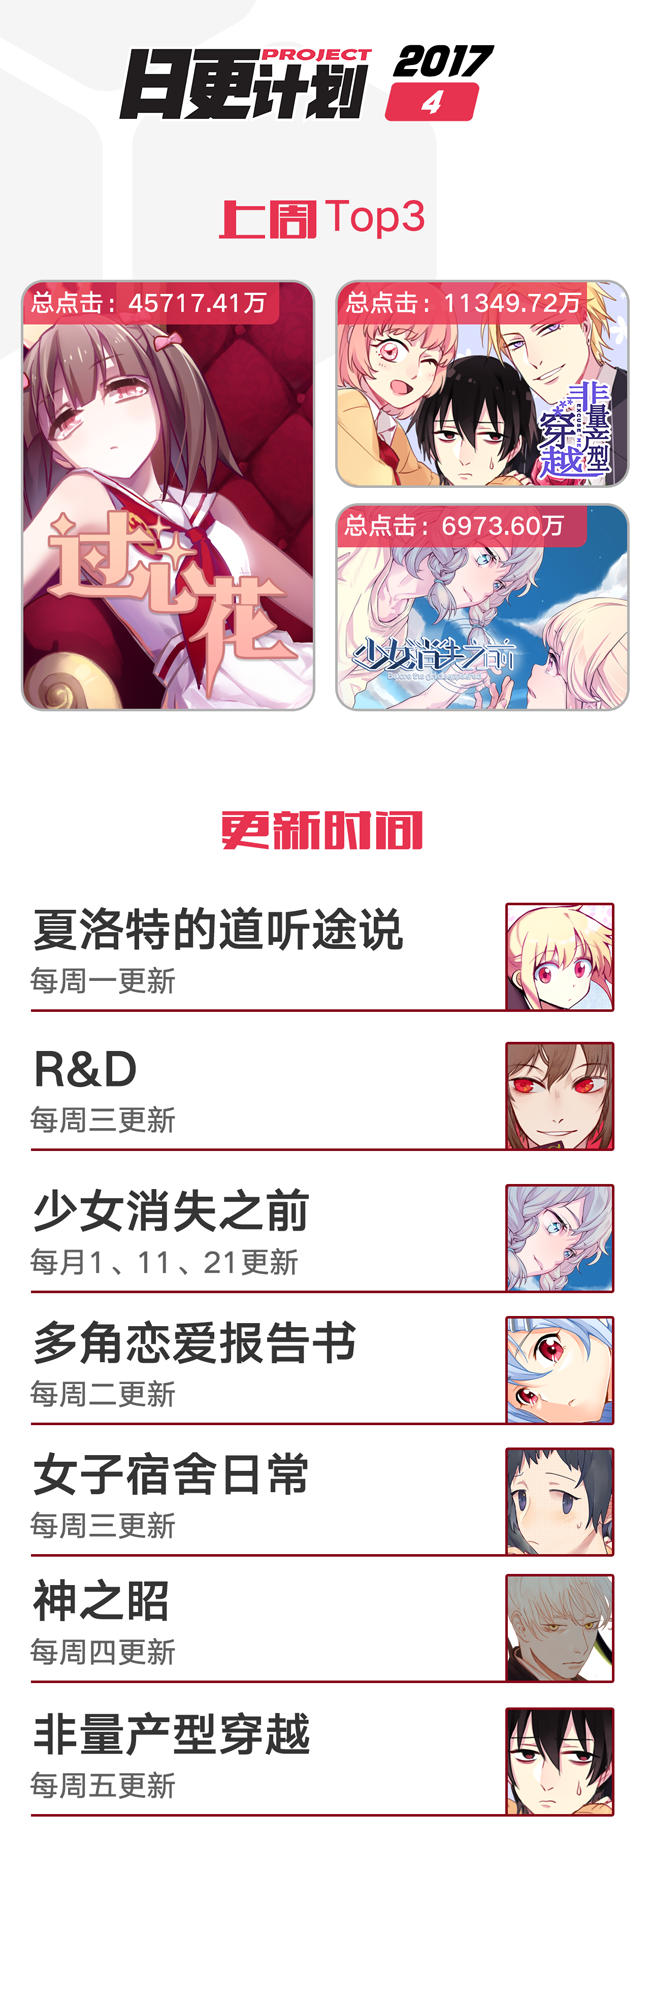 日更计划
PROJECT
2017
4
上周Top3
总点击：45717.41万
过心花
总点击：11349.72万
非量产型
穿越
EXCUSE ME
总点击：6973.60万
少女消失之前
更新时间
夏洛特的道听途说
每周一更新
R&D
每周三更新
少女消失之前
每月1、11、21更新
多角恋爱报告书
每周二更新
女子宿舍日常
每周三更新
神之昭
每周四更新
非量产型穿越
每周五更新